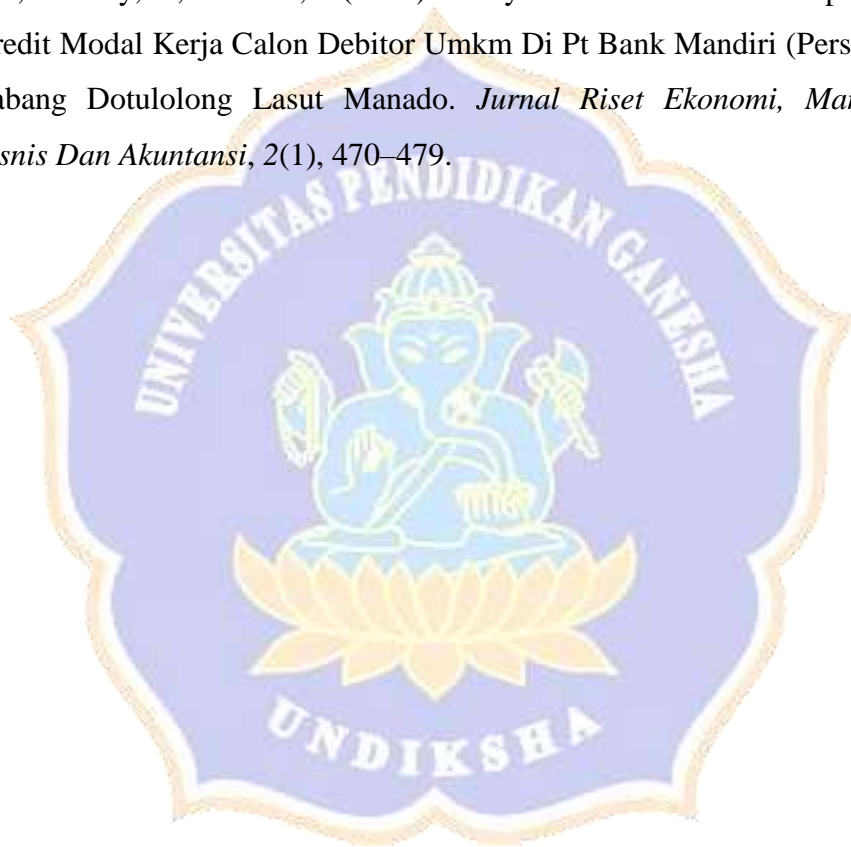 redit Modal Kerja Calon Debitor Umkm Di Pt Bank Mandiri (Pers
abang Dotulolong Lasut Manado. Jurnal Riset Ekonomi, Ma
snis Dan Akuntansi, 2(1), 470–479.
UNIVERSITAS PENDIDIKAN GANESHA
UNDIKSHA